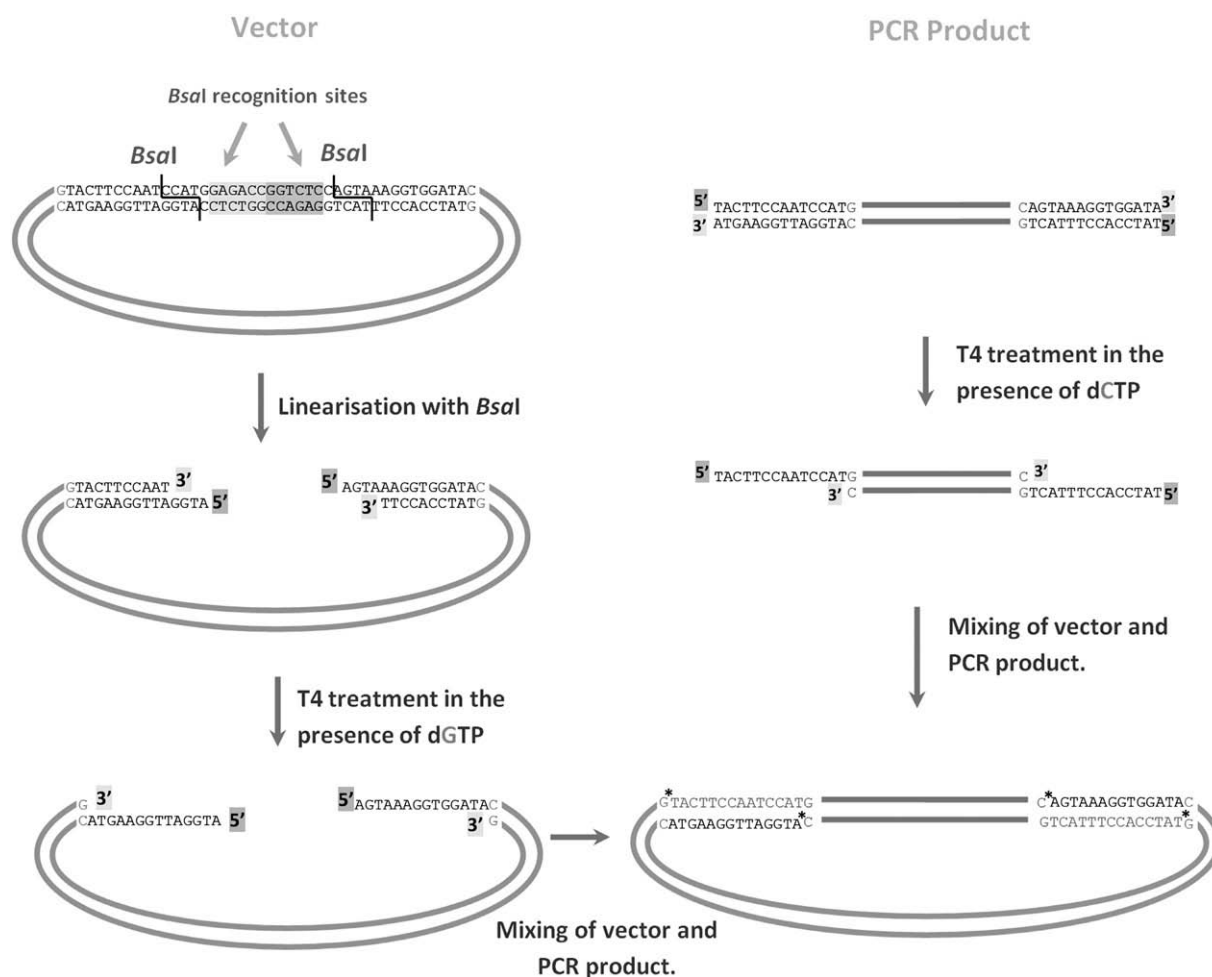 Vector
PCR Product
BsaI recognition sites
BsaI
BsaI
GTACTTCCAATCCATGGAGACCGGTCTCCAGTAAAGGTGGATAC
CATGAAGGTTAGGTACCTCTGGCCAGAGGTCATTTCCACCTATG
5’ TACTTCCAATCCATG
CAGTAAAGGTGGATA 3’
3’ ATGAAGGTTAGGTAC
GTCATTTCCACCTAT 5’
Linearisation with BsaI
T4 treatment in the
presence of dCTP
GTACTTCCAAT 3’
CATGAAGGTTAGGTA 5’
5’ AGTAAAGGTGGATAC
3’ TTCCACCTATG
5’ TACTTCCAATCCATG
C 3’
3’ C
GTCATTTCCACCTAT 5’
T4 treatment in the
presence of dGTP
Mixing of vector and
PCR product.
G 3’
CATGAAGGTTAGGTA 5’
5’ AGTAAAGGTGGATAC
3’ G
G*TACTTCCAATCCATG
C*AGTAAAGGTGGATAC
CATGAAGGTTAGGTA*C
GTCATTTCCACCTAT*G
Mixing of vector and
PCR product.